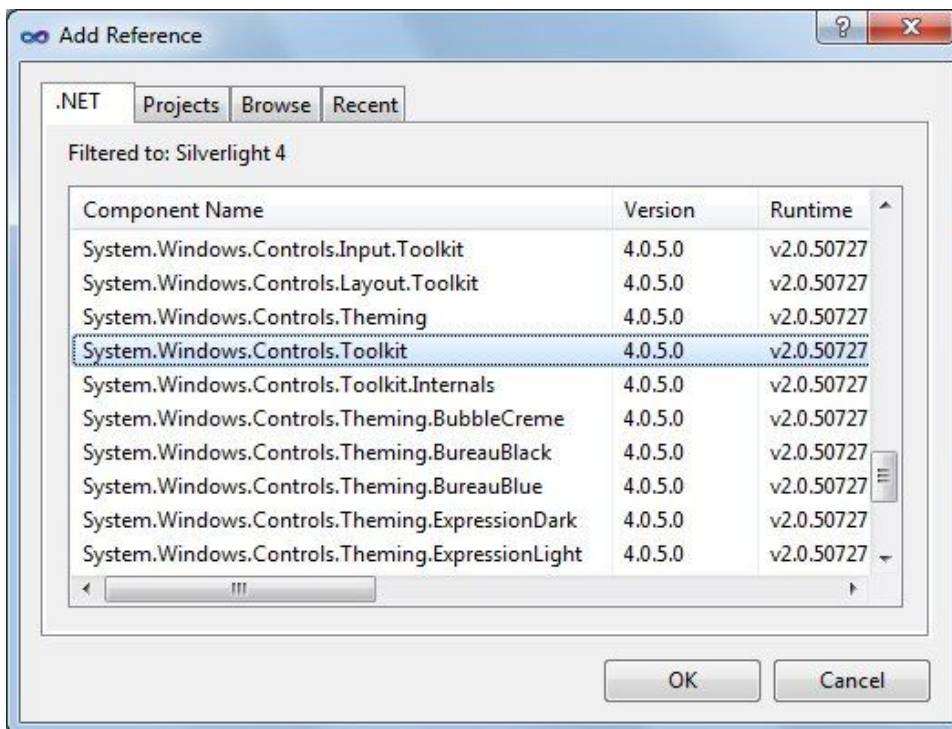 Add Reference
.NET Projects Browse Recent
Filtered to: Silverlight 4
Component Name Version Runtime
System.Windows.Controls.Input.Toolkit 4.0.5.0 v2.0.50727
System.Windows.Controls.Layout.Toolkit 4.0.5.0 v2.0.50727
System.Windows.Controls.Theming 4.0.5.0 v2.0.50727
System.Windows.Controls.Toolkit 4.0.5.0 v2.0.50727
System.Windows.Controls.Toolkit.Internals 4.0.5.0 v2.0.50727
System.Windows.Controls.Theming.BubbleCreme 4.0.5.0 v2.0.50727
System.Windows.Controls.Theming.BureauBlack 4.0.5.0 v2.0.50727
System.Windows.Controls.Theming.BureauBlue 4.0.5.0 v2.0.50727
System.Windows.Controls.Theming.ExpressionDark 4.0.5.0 v2.0.50727
System.Windows.Controls.Theming.ExpressionLight 4.0.5.0 v2.0.50727
OK Cancel